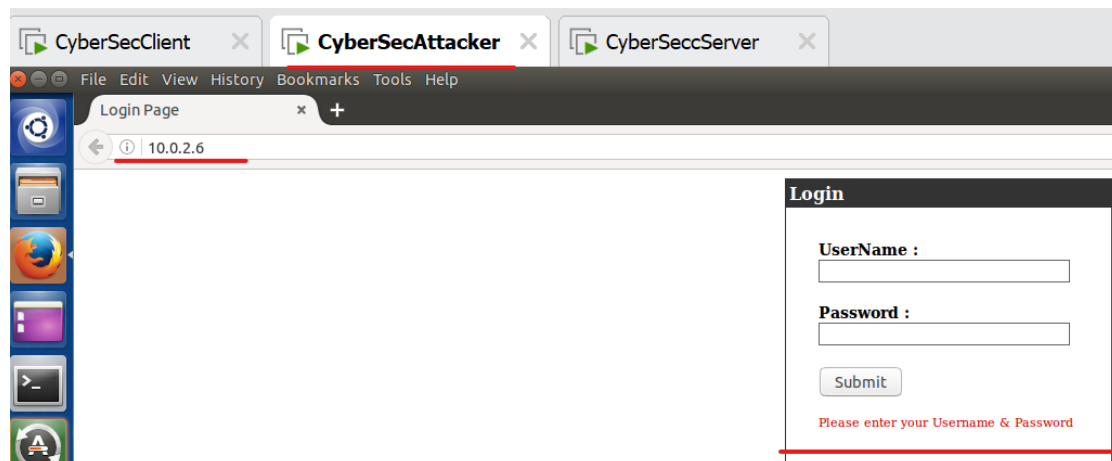 CyberSecClient CyberSecAttacker CyberSeccServer
File Edit View History Bookmarks Tools Help
Login Page
10.0.2.6
Login
UserName :
Password :
Submit
Please enter your Username & Password